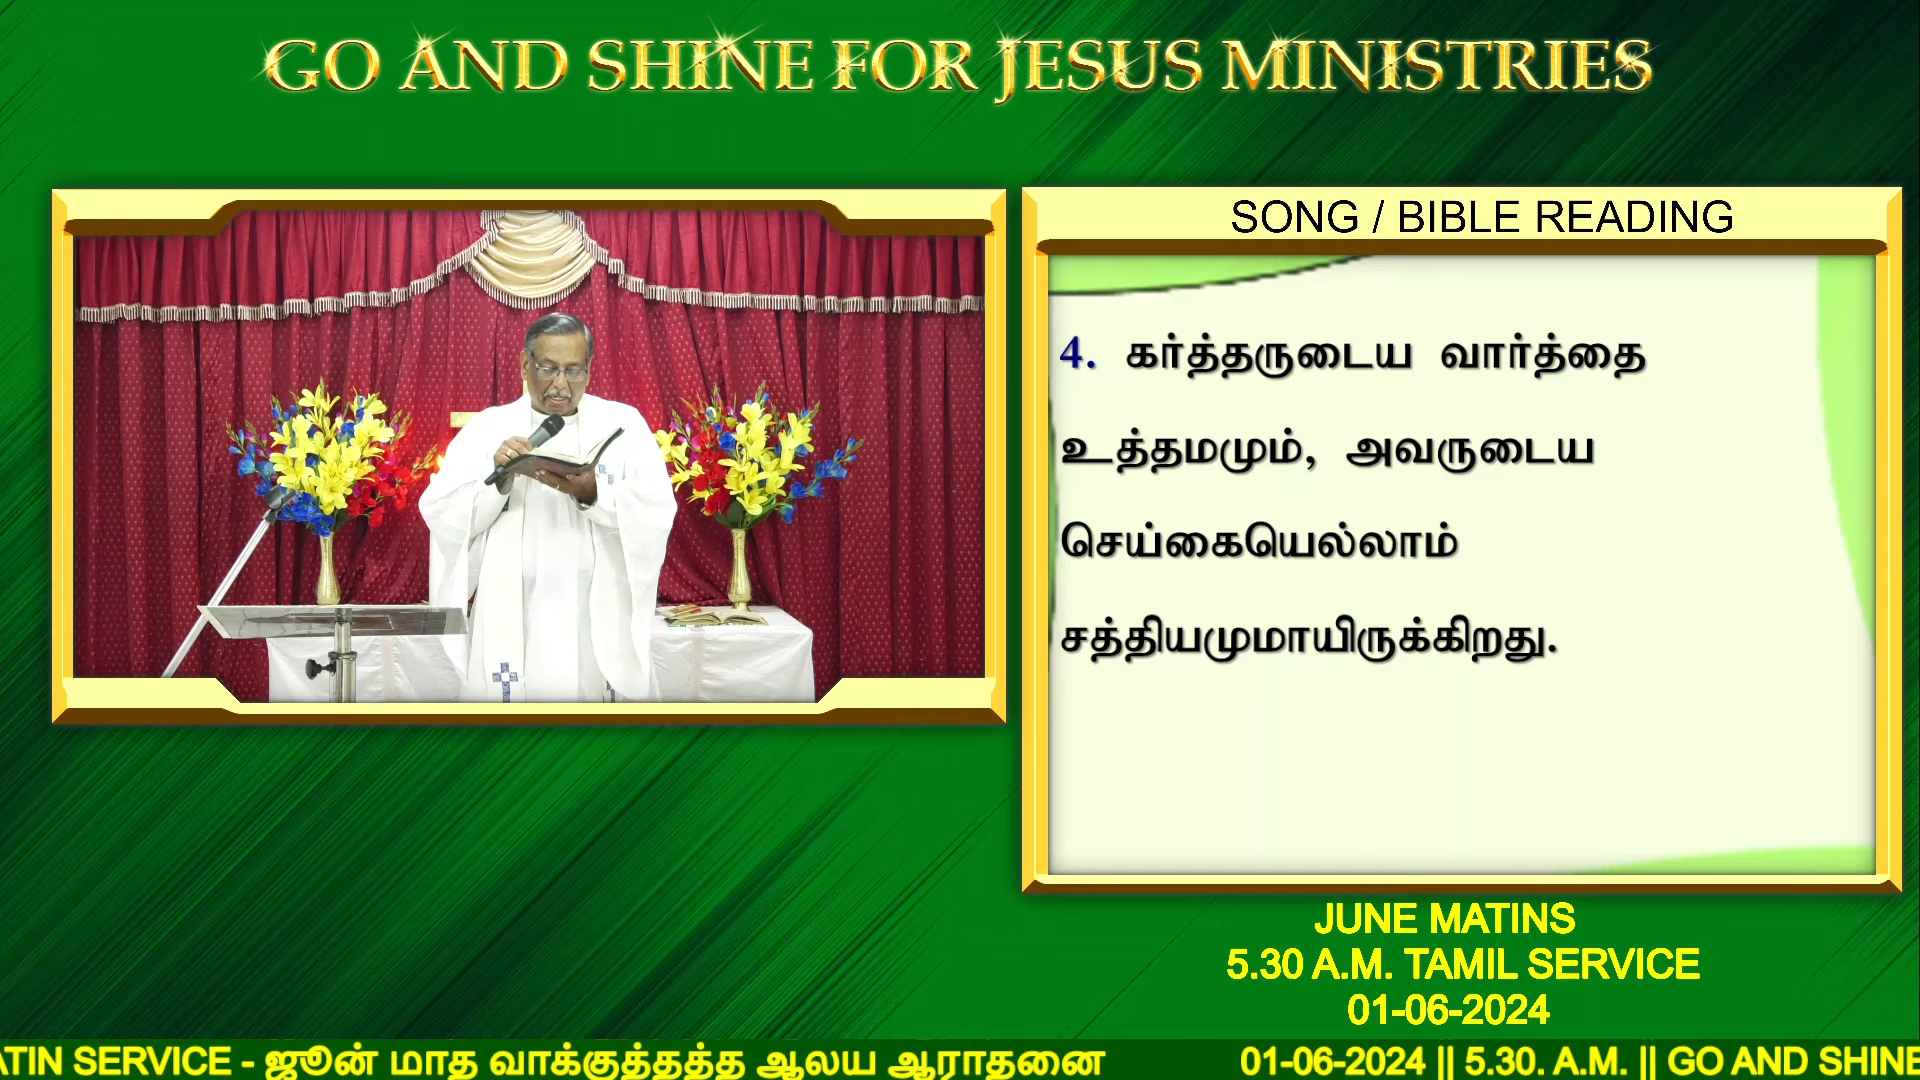 GO AND SHINE FOR JESUS MINISTRIES
SONG / BIBLE READING
4. கர்த்தருடைய வார்த்தை
உத்தமமும், அவருடைய
செய்கையெல்லாம்
சத்தியமுமாயிருக்கிறது.
JUNE MATINS
5.30 A.M. TAMIL SERVICE
01-06-2024
ATIN SERVICE - ஜூன் மாத வாக்குத்தத்த ஆலய ஆராதனை 01-06-2024 || 5.30. A.M. || GO AND SHINE